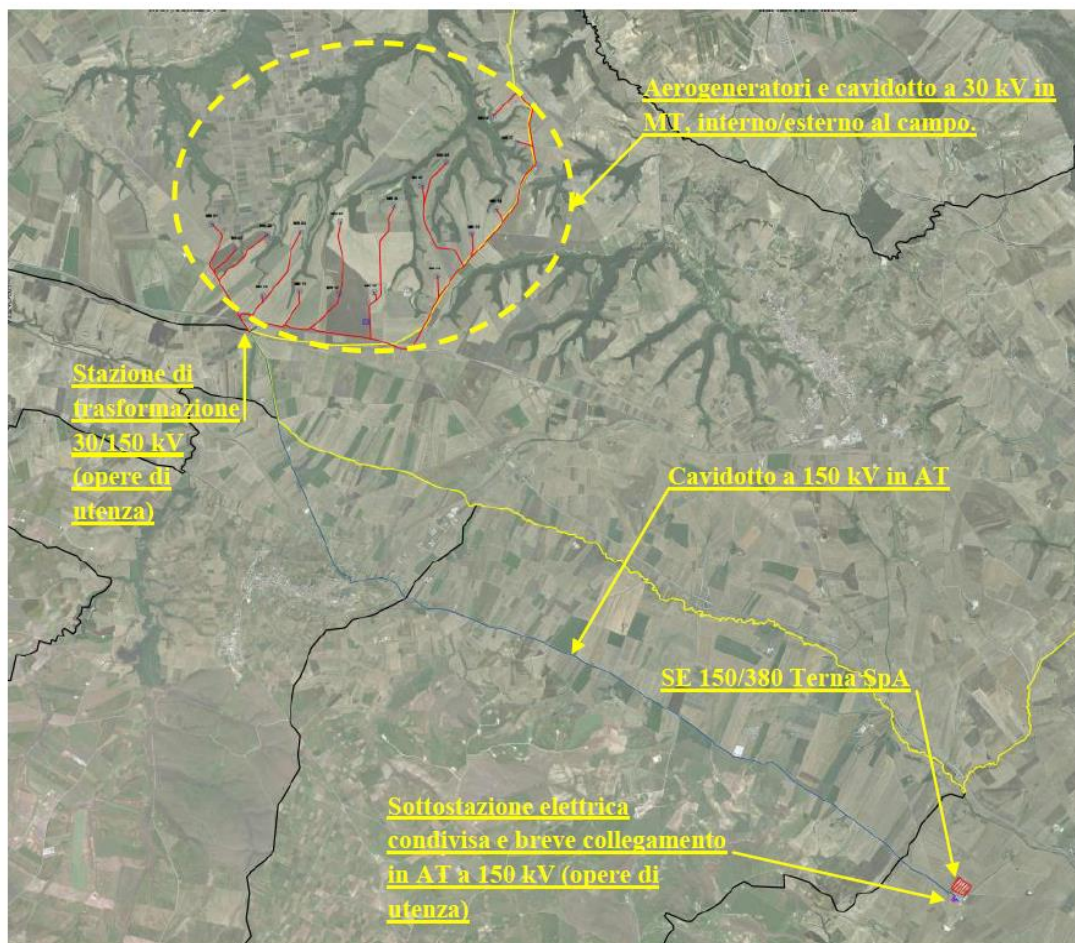 Aerogeneratori e cavidotto a 30 kV in
MT, interno/esterno al campo.
Stazione di
trasformazione
30/150 kV
(opere di
utenza)
Cavidotto a 150 kV in AT
SE 150/380 Terna SpA
Sottostazione elettrica
condivisa e breve collegamento
in AT a 150 kV (opere di
utenza)